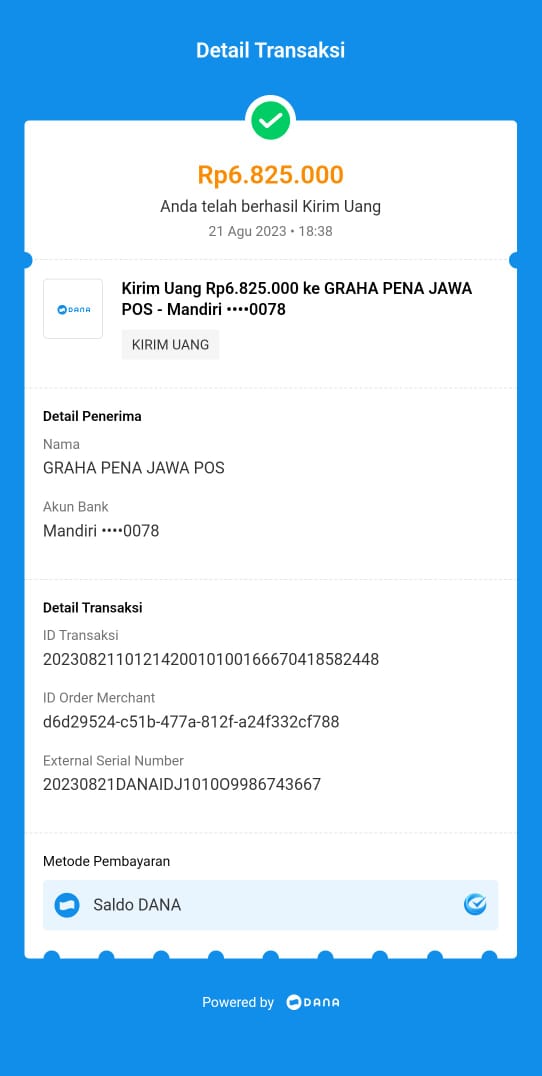 Detail Transaksi
Rp6.825.000
Anda telah berhasil Kirim Uang
21 Agu 2023 • 18:38
DANA
Kirim Uang Rp6.825.000 ke GRAHA PENA JAWA
POS - Mandiri ••••0078
KIRIM UANG
Detail Penerima
Nama
GRAHA PENA JAWA POS
Akun Bank
Mandiri ••••0078
Detail Transaksi
ID Transaksi
2023082110121420010100166670418582448
ID Order Merchant
d6d29524-c51b-477a-812f-a24f332cf788
External Serial Number
20230821DANAIDJ1010O9986743667
Metode Pembayaran
Saldo DANA
Powered by DANA